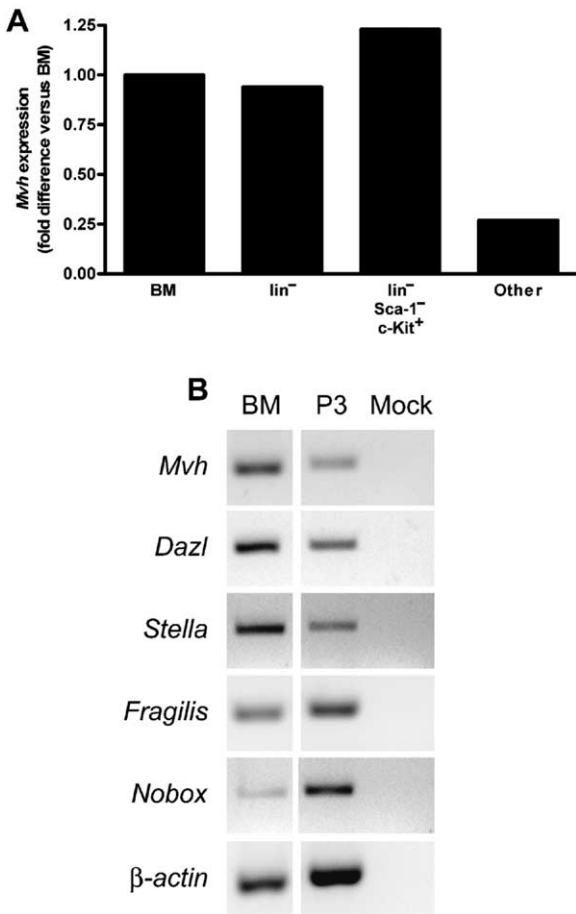 A
Mvh expression
(fold difference versus BM)
1.25
1.00
0.75
0.50
0.25
0.00
BM
lin⁻
lin⁻
Sca-1⁻
c-Kit⁺
Other
B
BM P3 Mock
Mvh
Dazl
Stella
Fragilis
Nobox
β-actin